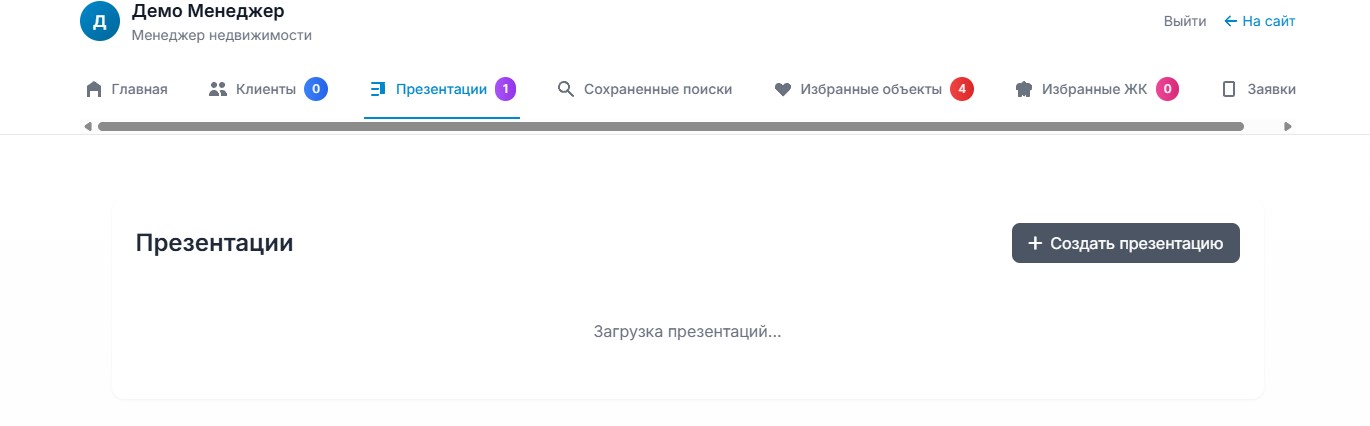 Д
Демо Менеджер
Менеджер недвижимости
Выйти
← На сайт
Главная
Клиенты 0
Презентации 1
Сохраненные поиски
Избранные объекты 4
Избранные ЖК 0
Заявки
Презентации
+ Создать презентацию
Загрузка презентаций...